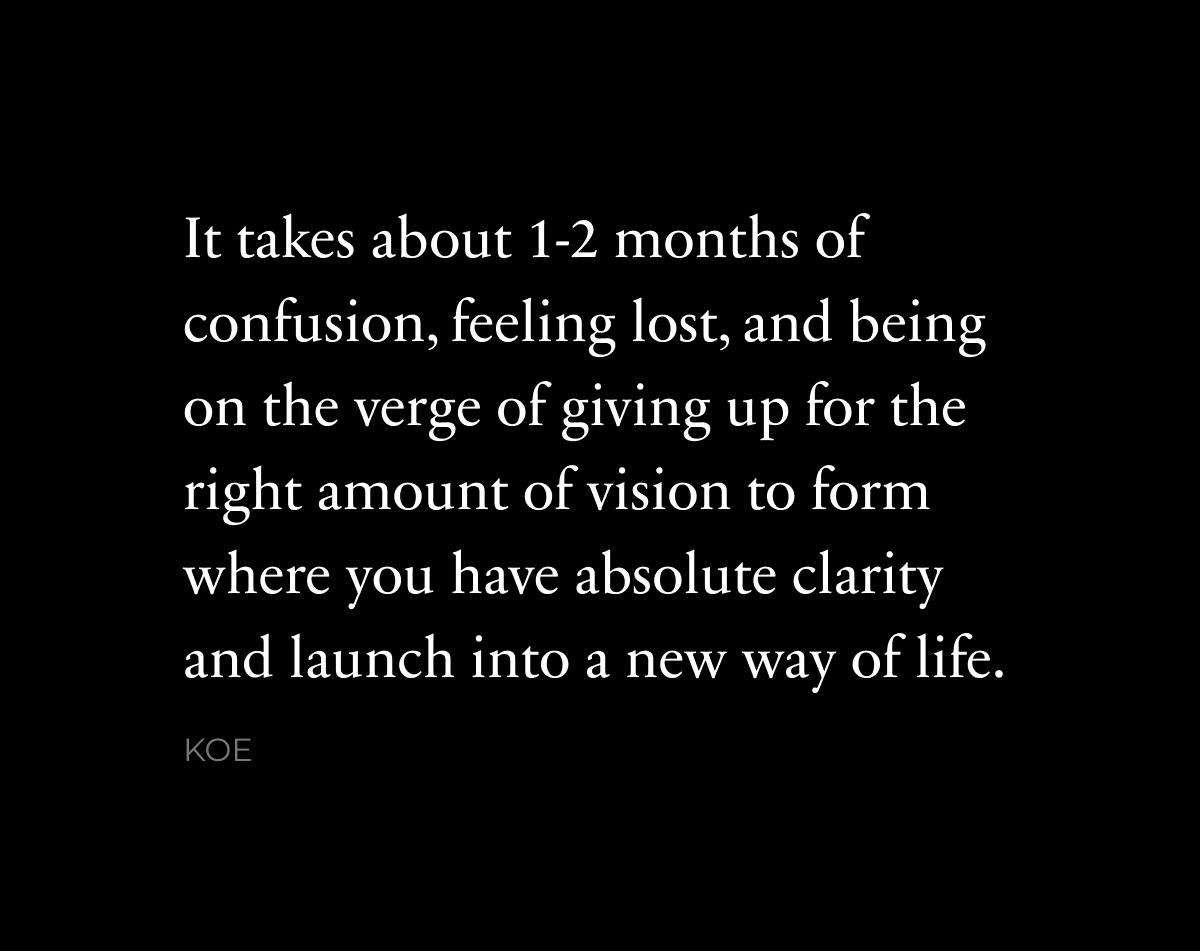 It takes about 1-2 months of
confusion, feeling lost, and being
on the verge of giving up for the
right amount of vision to form
where you have absolute clarity
and launch into a new way of life.
KOE